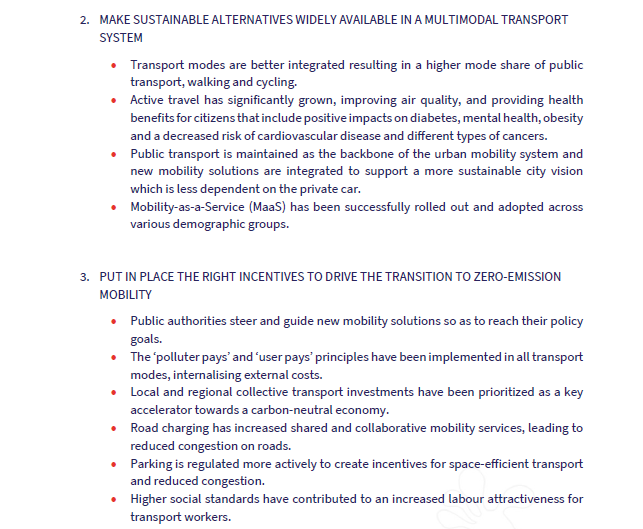 2. MAKE SUSTAINABLE ALTERNATIVES WIDELY AVAILABLE IN A MULTIMODAL TRANSPORT
SYSTEM
• Transport modes are better integrated resulting in a higher mode share of public
transport, walking and cycling.
• Active travel has significantly grown, improving air quality, and providing health
benefits for citizens that include positive impacts on diabetes, mental health, obesity
and a decreased risk of cardiovascular disease and different types of cancers.
• Public transport is maintained as the backbone of the urban mobility system and
new mobility solutions are integrated to support a more sustainable city vision
which is less dependent on the private car.
• Mobility-as-a-Service (MaaS) has been successfully rolled out and adopted across
various demographic groups.
3. PUT IN PLACE THE RIGHT INCENTIVES TO DRIVE THE TRANSITION TO ZERO-EMISSION
MOBILITY
• Public authorities steer and guide new mobility solutions so as to reach their policy
goals.
• The ‘polluter pays’ and ‘user pays’ principles have been implemented in all transport
modes, internalising external costs.
• Local and regional collective transport investments have been prioritized as a key
accelerator towards a carbon-neutral economy.
• Road charging has increased shared and collaborative mobility services, leading to
reduced congestion on roads.
• Parking is regulated more actively to create incentives for space-efficient transport
and reduced congestion.
• Higher social standards have contributed to an increased labour attractiveness for
transport workers.